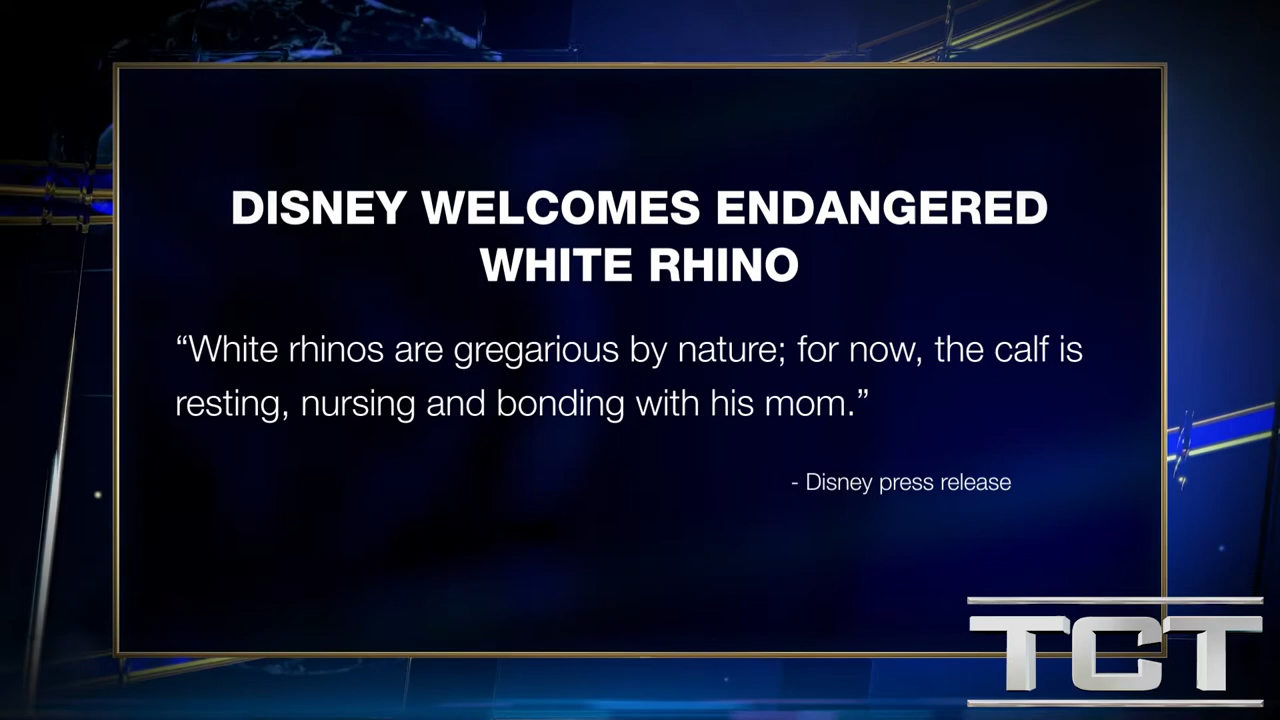 DISNEY WELCOMES ENDANGERED
WHITE RHINO
“White rhinos are gregarious by nature; for now, the calf is
resting, nursing and bonding with his mom.”
- Disney press release
TCT